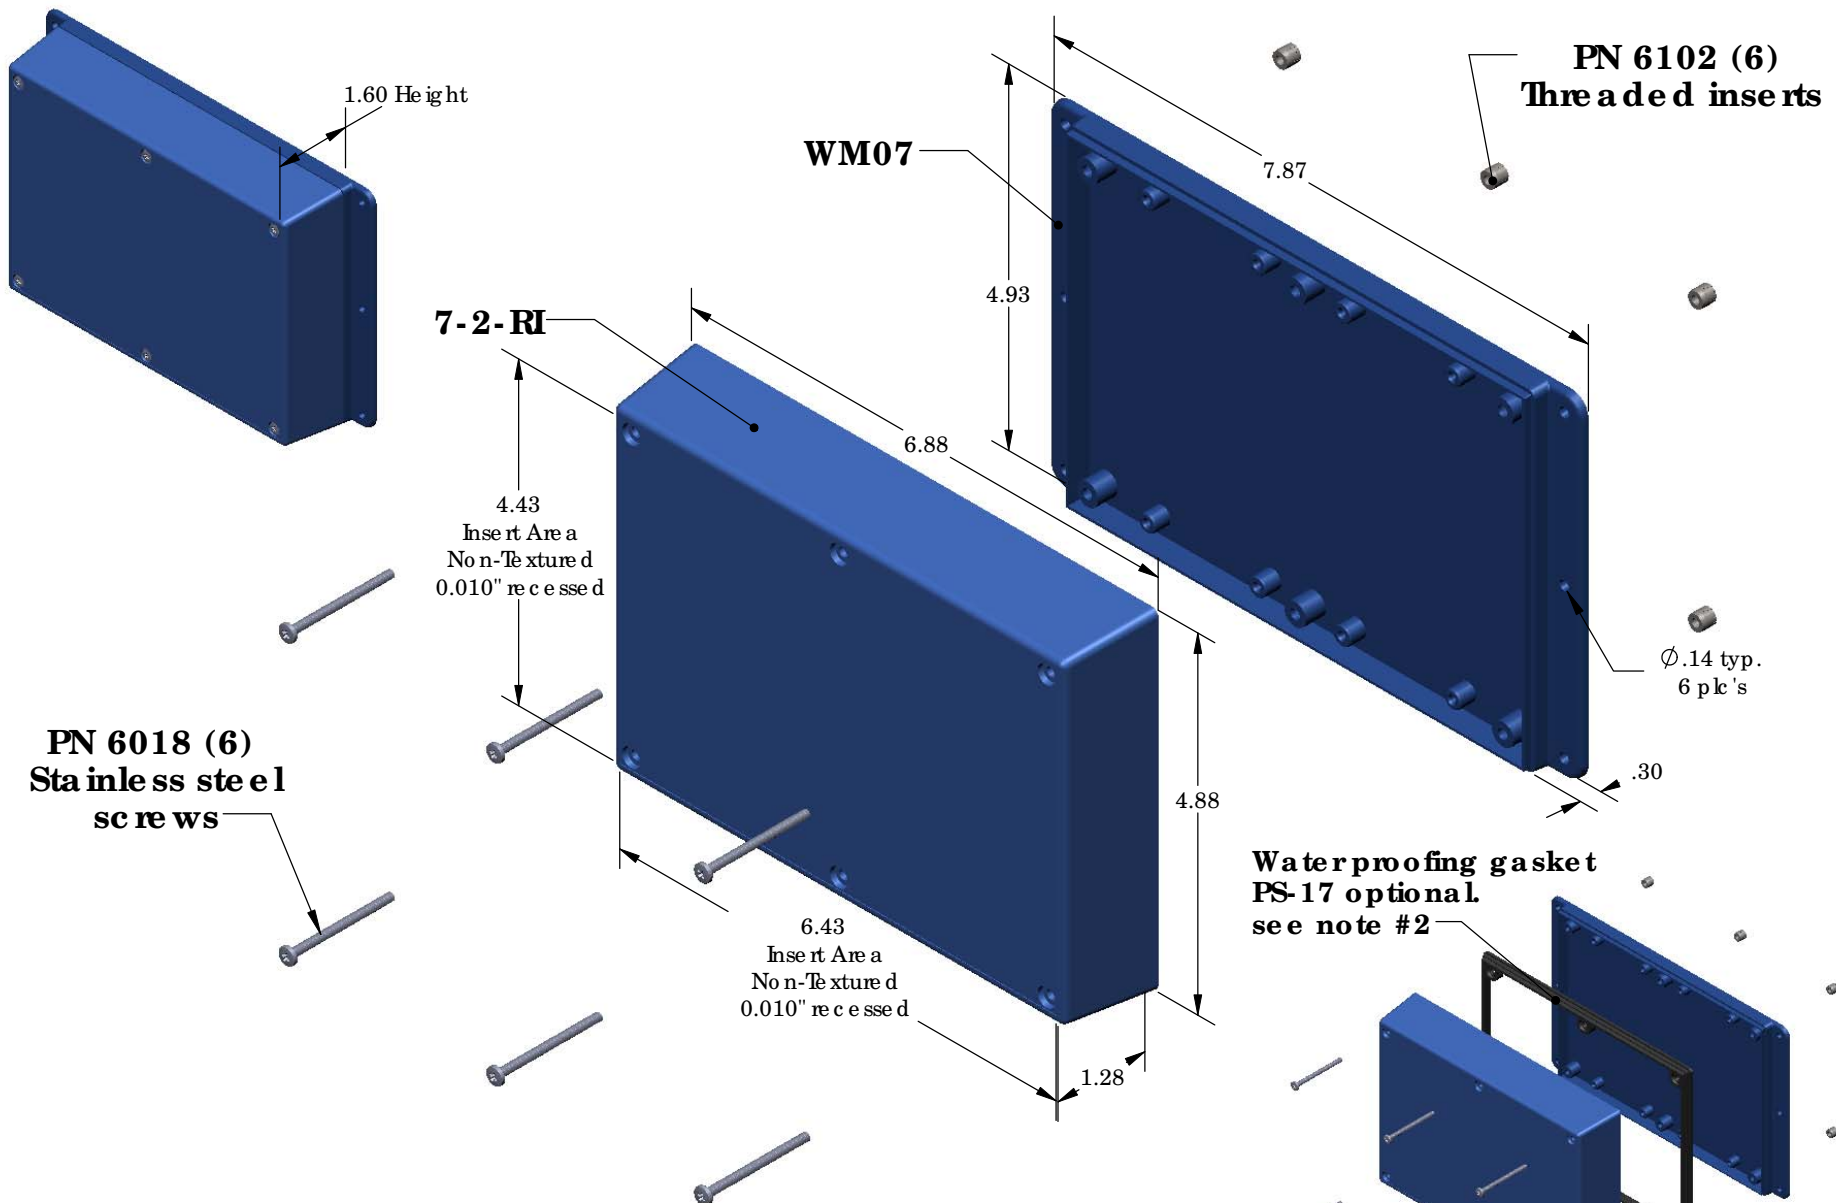 1.60 Height
PN 6102 (6)
Threaded inserts
WM07
7.87
4.93
7-2-RI
6.88
4.43
Insert Area
Non-Textured
0.010" recessed
Ø.14 typ.
6 plc's
PN 6018 (6)
Stainless steel
screws
.30
4.88
Waterproofing gasket
PS-17 optional.
see note #2
6.43
Insert Area
Non-Textured
0.010" recessed
1.28